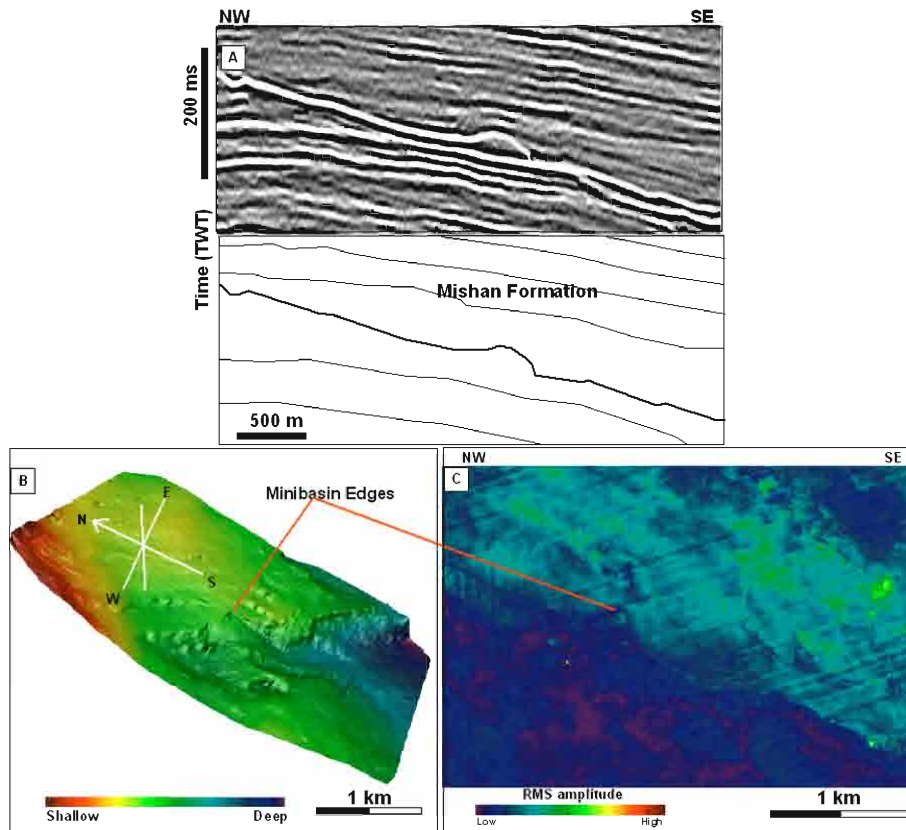 NW SE
A
200 ms
Time (TWT)
Mishan Formation
500 m
B
Minibasin Edges
N
E
S
W
Shallow Deep
1 km
NW SE
C
RMS amplitude
Low High
1 km